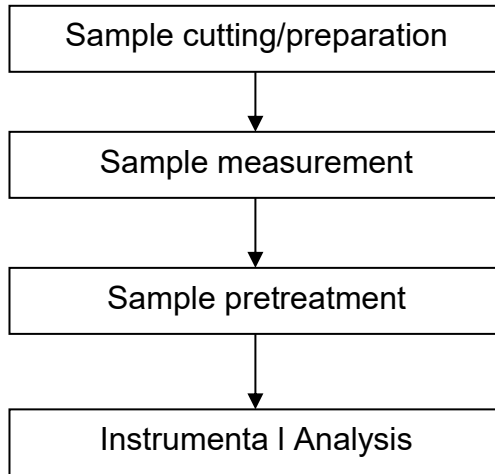 Sample cutting/preparation
Sample measurement
Sample pretreatment
Instrumenta l Analysis